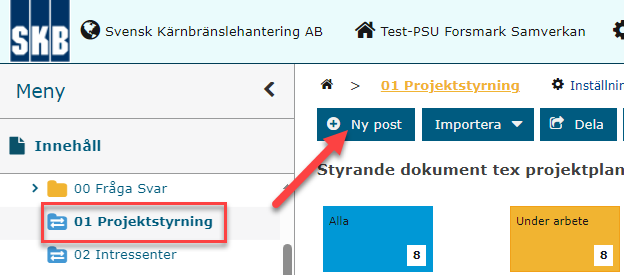 SKB
Svensk Kärnbränslehantering AB
Test-PSU Forsmark Samverkan
Meny
Innehåll
00 Fråga Svar
01 Projektstyrning
02 Intressenter
> 01 Projektstyrning
Inställnin
Ny post
Importera
Dela
Styrande dokument tex projektplan
Alla
8
Under arbete
8